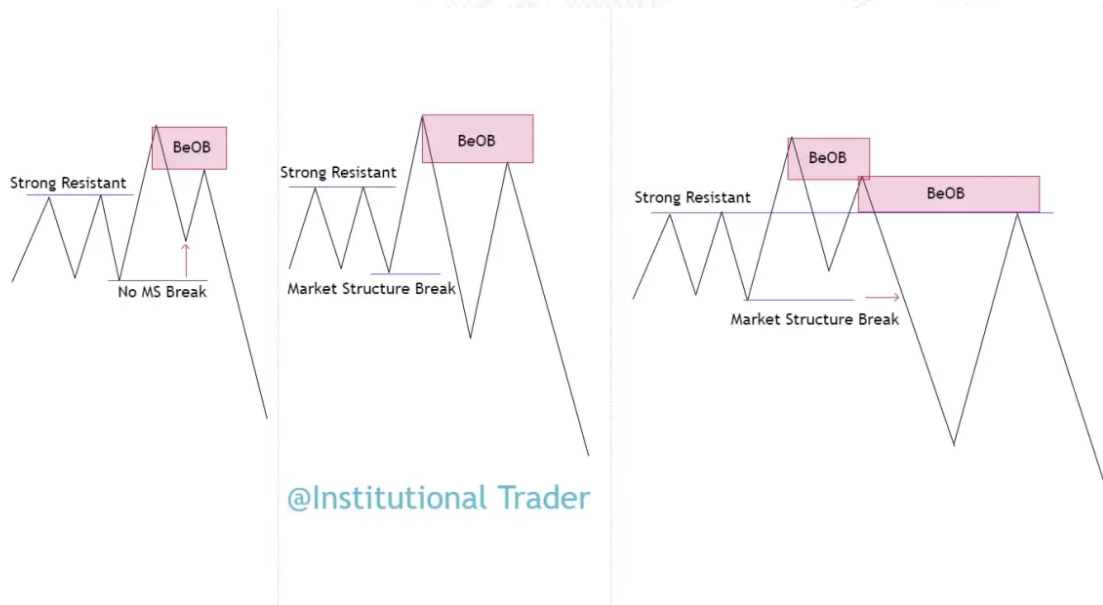 Strong Resistant
BeOB
No MS Break
Strong Resistant
BeOB
Market Structure Break
@Institutional Trader
Strong Resistant
BeOB
BeOB
Market Structure Break